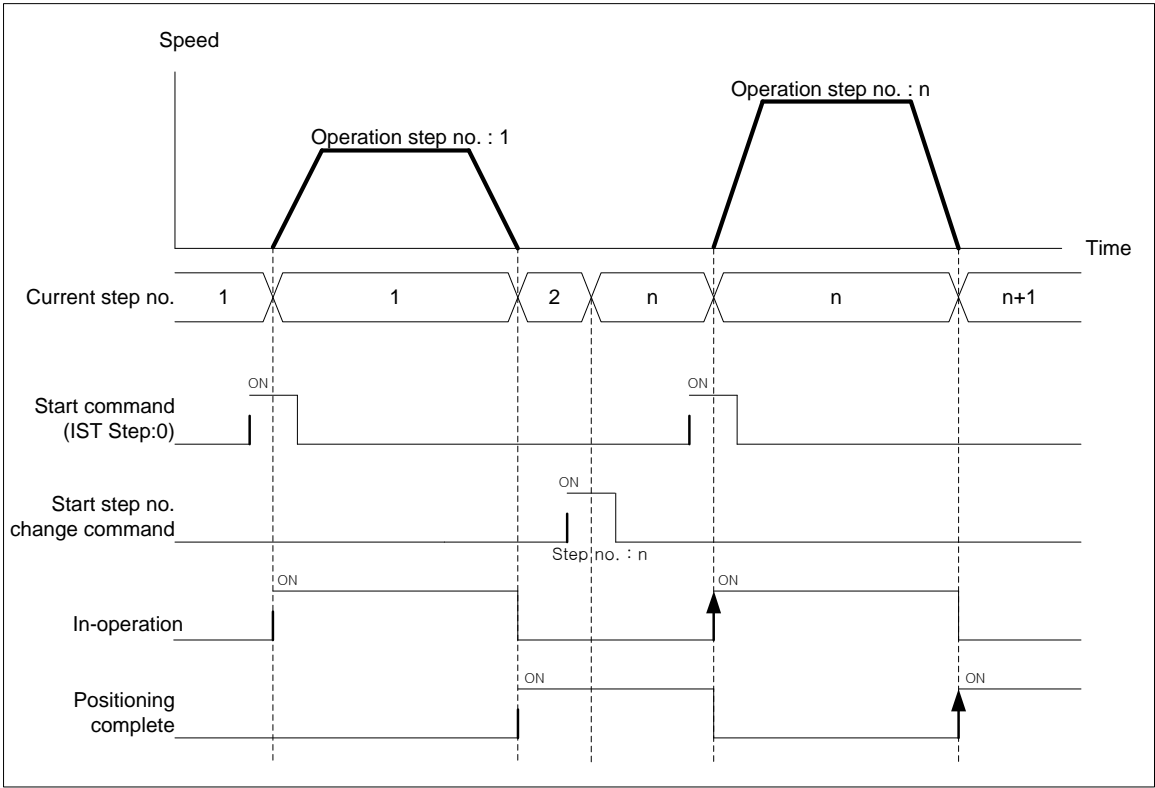 Speed
Operation step no. : n
Operation step no. : 1
Time
Current step no.
1
1
2
n
n
n+1
ON
ON
Start command
(IST Step:0)
ON
Start step no.
change command
Step no. : n
ON
ON
In-operation
ON
ON
Positioning
complete